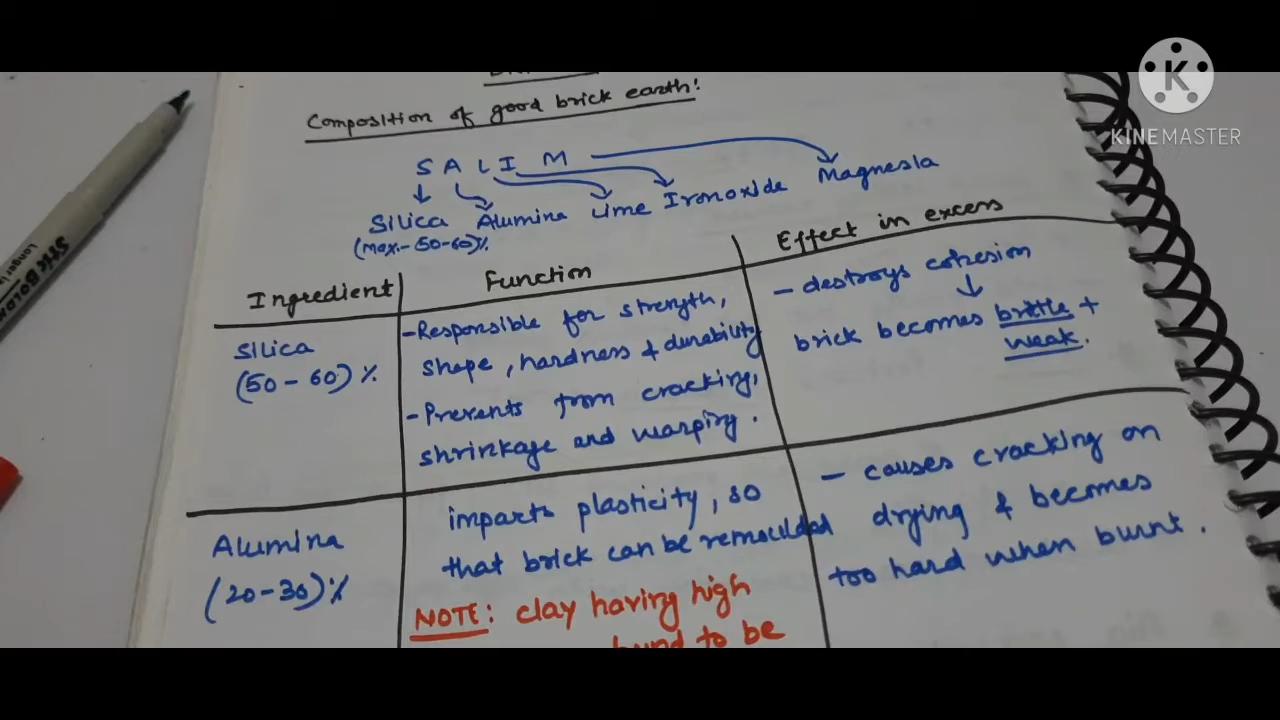 Composition of good brick earth:
S A L I M
Silica Alumina Lime Ironoxide Magnesia
(max.- 50-60)%
Ingredient Function Effect in excess
Silica
(50 - 60) %
- Responsible for strength,
shape, hardness & durability
- Prevents from cracking,
shrinkage and warping.
- destroys cohesion
brick becomes brittle +
weak.
Alumina
(20-30) %
imparts plasticity, so
that brick can be remoulded
NOTE: clay having high
found to be
- causes cracking on
drying & becomes
too hard when burnt.
K
KINEMASTER